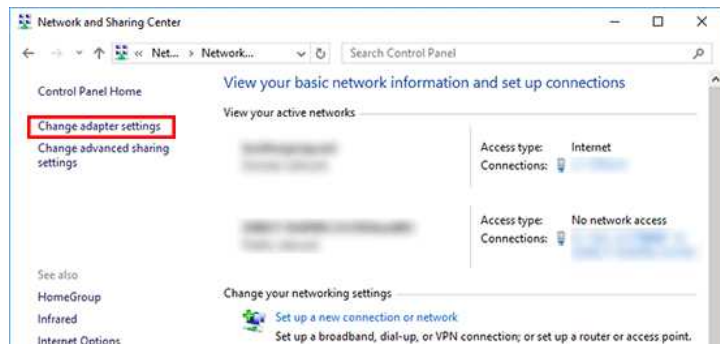 Network and Sharing Center
« Net... > Network...
Search Control Panel
Control Panel Home
Change adapter settings
Change advanced sharing
settings
See also
HomeGroup
Infrared
Internet Options
View your basic network information and set up connections
View your active networks
Access type: Internet
Connections:
Access type: No network access
Connections:
Change your networking settings
Set up a new connection or network
Set up a broadband, dial-up, or VPN connection; or set up a router or access point.